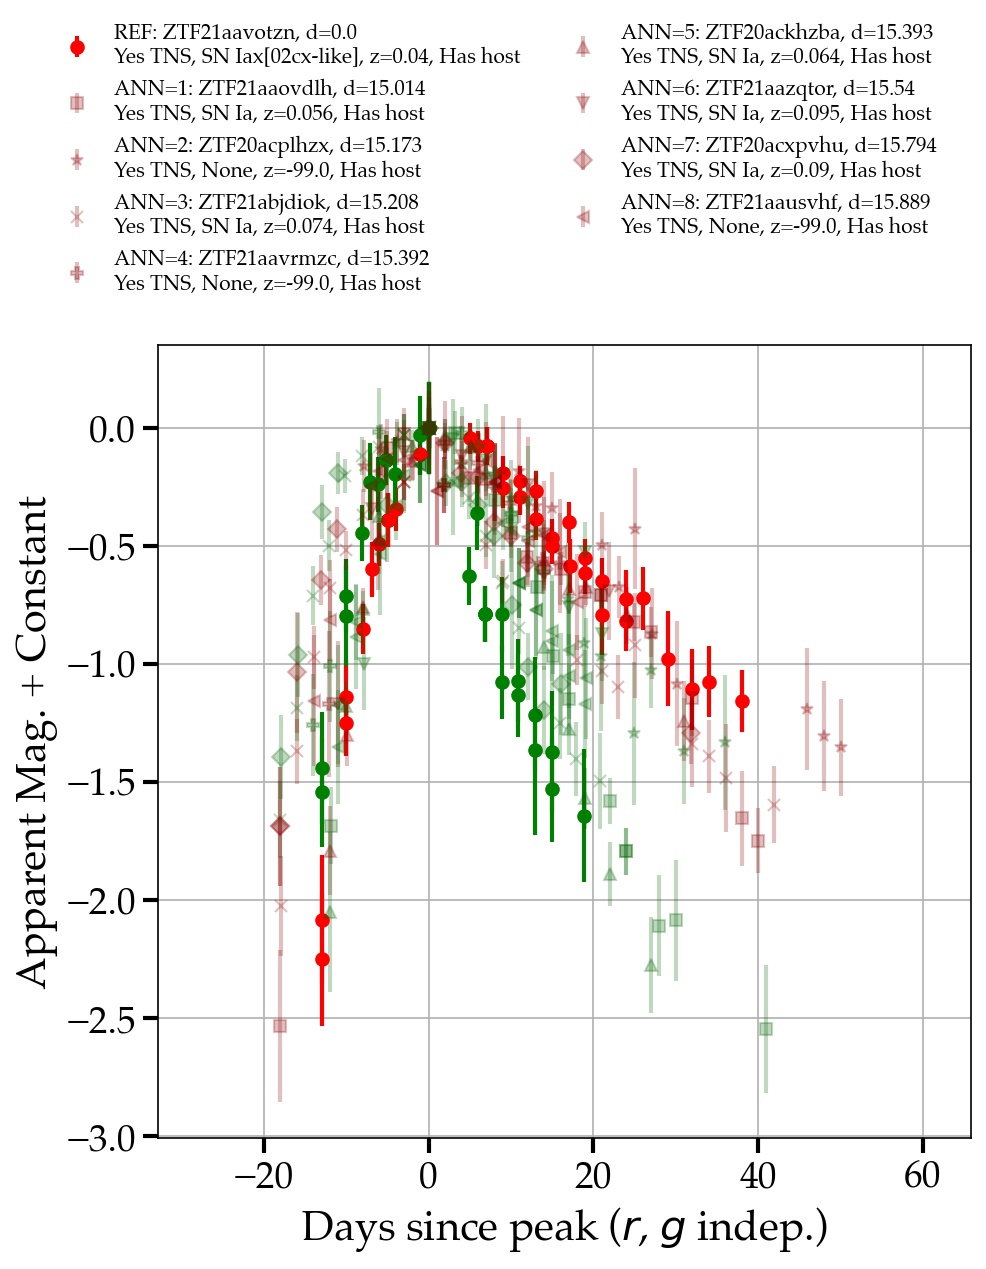 REF: ZTF21aavotzn, d=0.0
Yes TNS, SN Iax[02cx-like], z=0.04, Has host
ANN=1: ZTF21aaovdlh, d=15.014
Yes TNS, SN Ia, z=0.056, Has host
ANN=2: ZTF20acplhzx, d=15.173
Yes TNS, None, z=-99.0, Has host
ANN=3: ZTF21abjdiok, d=15.208
Yes TNS, SN Ia, z=0.074, Has host
ANN=4: ZTF21aavrmzc, d=15.392
Yes TNS, None, z=-99.0, Has host
ANN=5: ZTF20ackhzba, d=15.393
Yes TNS, SN Ia, z=0.064, Has host
ANN=6: ZTF21aazqtor, d=15.54
Yes TNS, SN Ia, z=0.095, Has host
ANN=7: ZTF20acxpvhu, d=15.794
Yes TNS, SN Ia, z=0.09, Has host
ANN=8: ZTF21aausvhf, d=15.889
Yes TNS, None, z=-99.0, Has host
Apparent Mag. + Constant
0.0
−0.5
−1.0
−1.5
−2.0
−2.5
−3.0
−20 0 20 40 60
Days since peak (r, g indep.)